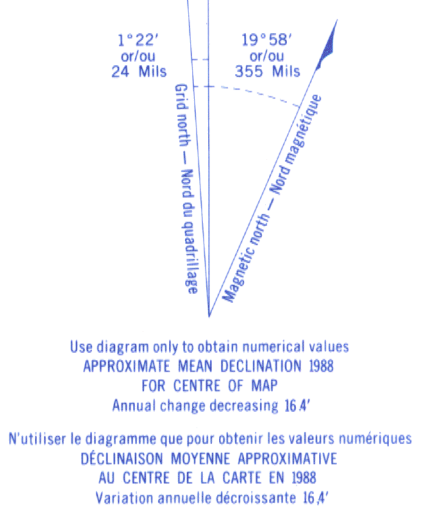 1°22' 19°58'
or/ou or/ou
24 Mils 355 Mils
Grid north — Nord du quadrillage
Magnetic north — Nord magnétique
Use diagram only to obtain numerical values
APPROXIMATE MEAN DECLINATION 1988
FOR CENTRE OF MAP
Annual change decreasing 16.4'
N'utiliser le diagramme que pour obtenir les valeurs numériques
DÉCLINAISON MOYENNE APPROXIMATIVE
AU CENTRE DE LA CARTE EN 1988
Variation annuelle décroissante 16,4'